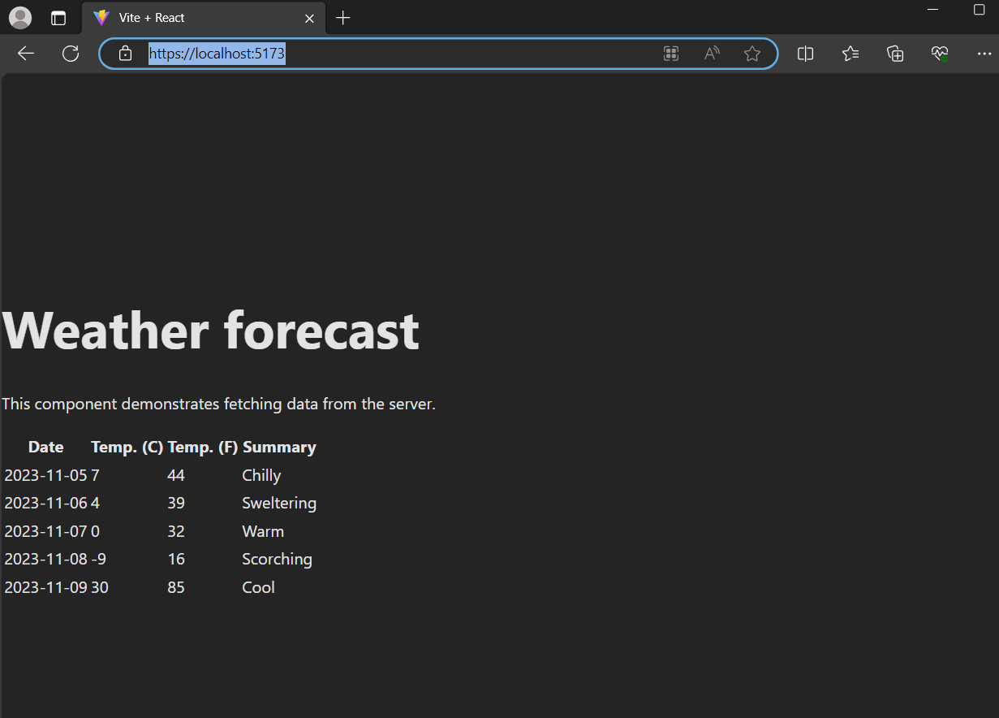 Vite + React
https://localhost:5173
Weather forecast
This component demonstrates fetching data from the server.
Date Temp. (C) Temp. (F) Summary
2023-11-05 7 44 Chilly
2023-11-06 4 39 Sweltering
2023-11-07 0 32 Warm
2023-11-08 -9 16 Scorching
2023-11-09 30 85 Cool